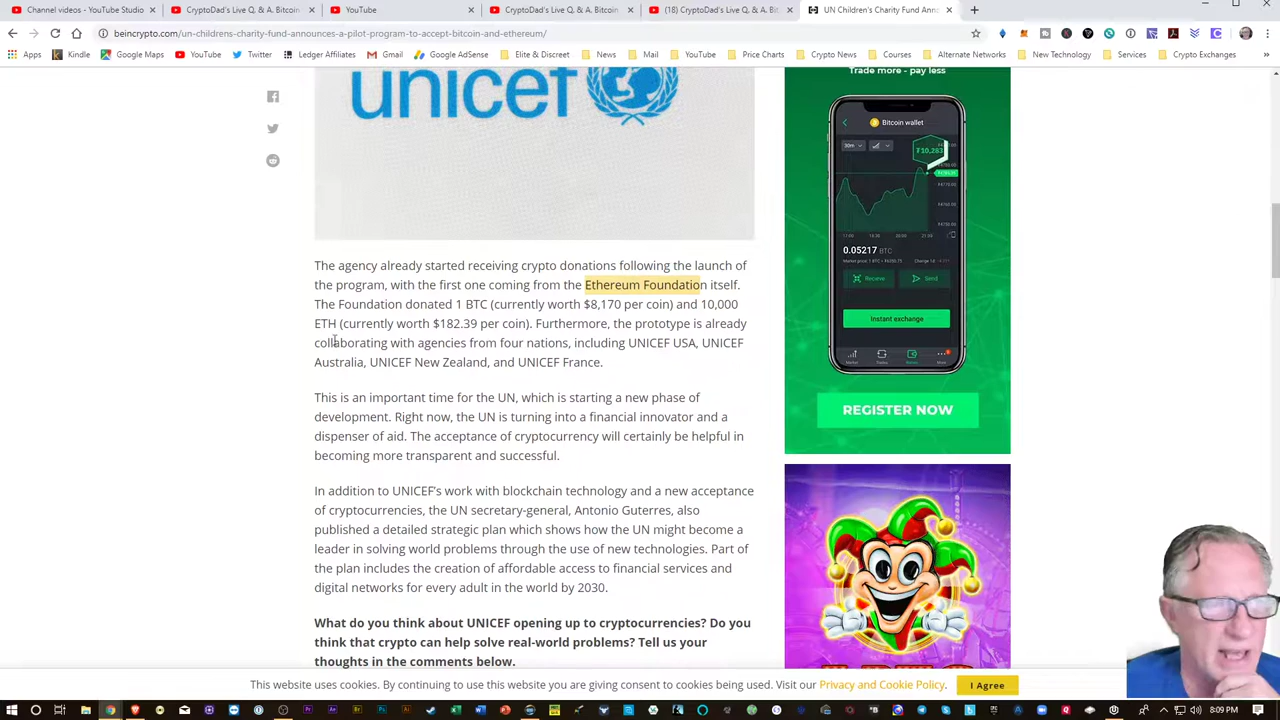 Channel videos - YouTube Studio
CryptoDad's Live Q. & A. Bitcoin
YouTube
CryptoDad's Live Q. & A. Bitcoin
(18) CryptoDad's Live Q. & A. Bit
UN Children's Charity Fund Anno
beincrypto.com/un-childrens-charity-fund-announces-a-pilot-program-to-accept-bitcoin-and-ethereum/
Apps
Kindle
Google Maps
YouTube
Twitter
Ledger Affiliates
Gmail
Google AdSense
Elite & Discreet
News
Mail
YouTube
Price Charts
Crypto News
Courses
Alternate Networks
New Technology
Services
Crypto Exchanges
unicef
Trade more - pay less
Bitcoin wallet
30m
₮10,283
0.05217 BTC
Recieve
Send
Instant exchange
REGISTER NOW
The agency already started receiving crypto donations following the launch of
the program, with the first one coming from the Ethereum Foundation itself.
The Foundation donated 1 BTC (currently worth $8,170 per coin) and 10,000
ETH (currently worth $182.39 per coin). Furthermore, the prototype is already
collaborating with agencies from four nations, including UNICEF USA, UNICEF
Australia, UNICEF New Zealand, and UNICEF France.
This is an important time for the UN, which is starting a new phase of
development. Right now, the UN is turning into a financial innovator and a
dispenser of aid. The acceptance of cryptocurrency will certainly be helpful in
becoming more transparent and successful.
In addition to UNICEF's work with blockchain technology and a new acceptance
of cryptocurrencies, the UN secretary-general, Antonio Guterres, also
published a detailed strategic plan which shows how the UN might become a
leader in solving world problems through the use of new technologies. Part of
the plan includes the creation of affordable access to financial services and
digital networks for every adult in the world by 2030.
What do you think about UNICEF opening up to cryptocurrencies? Do you
think that crypto can help solve real-world problems? Tell us your
thoughts in the comments below.
This website uses cookies. By continuing to use this website you are giving consent to cookies being used. Visit our Privacy and Cookie Policy.
I Agree
8:09 PM